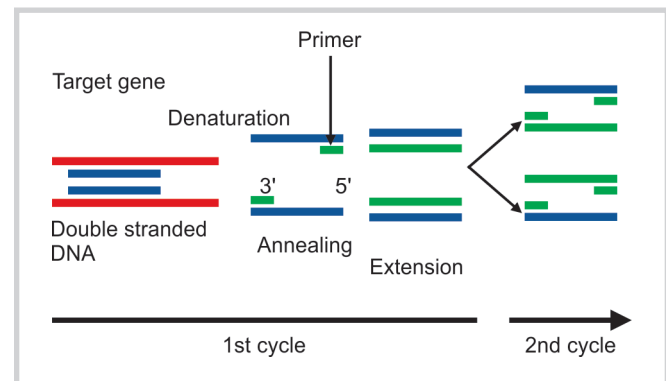 Primer
Target gene
Denaturation
3' 5'
Double stranded
DNA
Annealing
Extension
1st cycle
2nd cycle